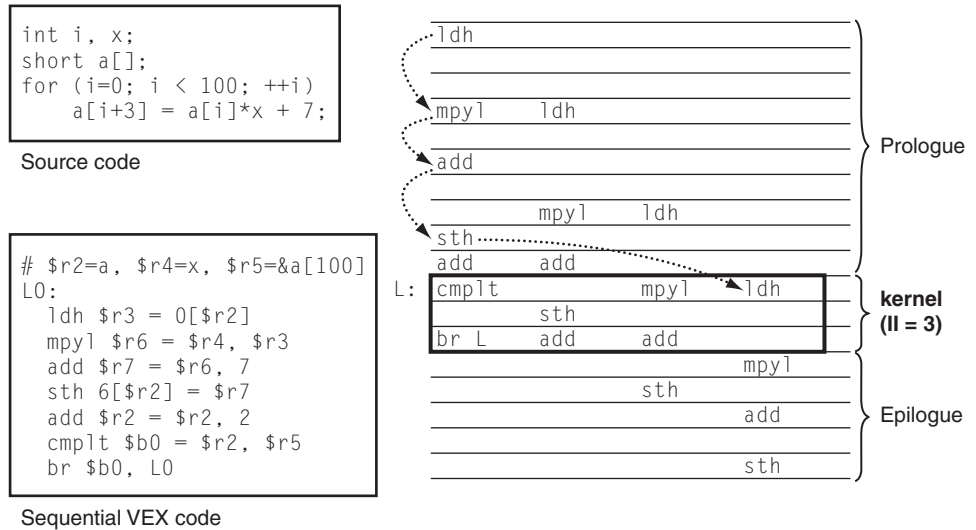 int i, x;
short a[];
for (i=0; i < 100; ++i)
a[i+3] = a[i]*x + 7;
Source code
# $r2=a, $r4=x, $r5=&a[100]
L0:
ldh $r3 = 0[$r2]
mpyl $r6 = $r4, $r3
add $r7 = $r6, 7
sth 6[$r2] = $r7
add $r2 = $r2, 2
cmplt $b0 = $r2, $r5
br $b0, L0
Sequential VEX code
ldh
mpyl ldh
add
mpyl ldh
sth
add add
Prologue
L: cmplt mpyl ldh
sth
br L add add
kernel
(II = 3)
mpyl
sth
add
sth
Epilogue